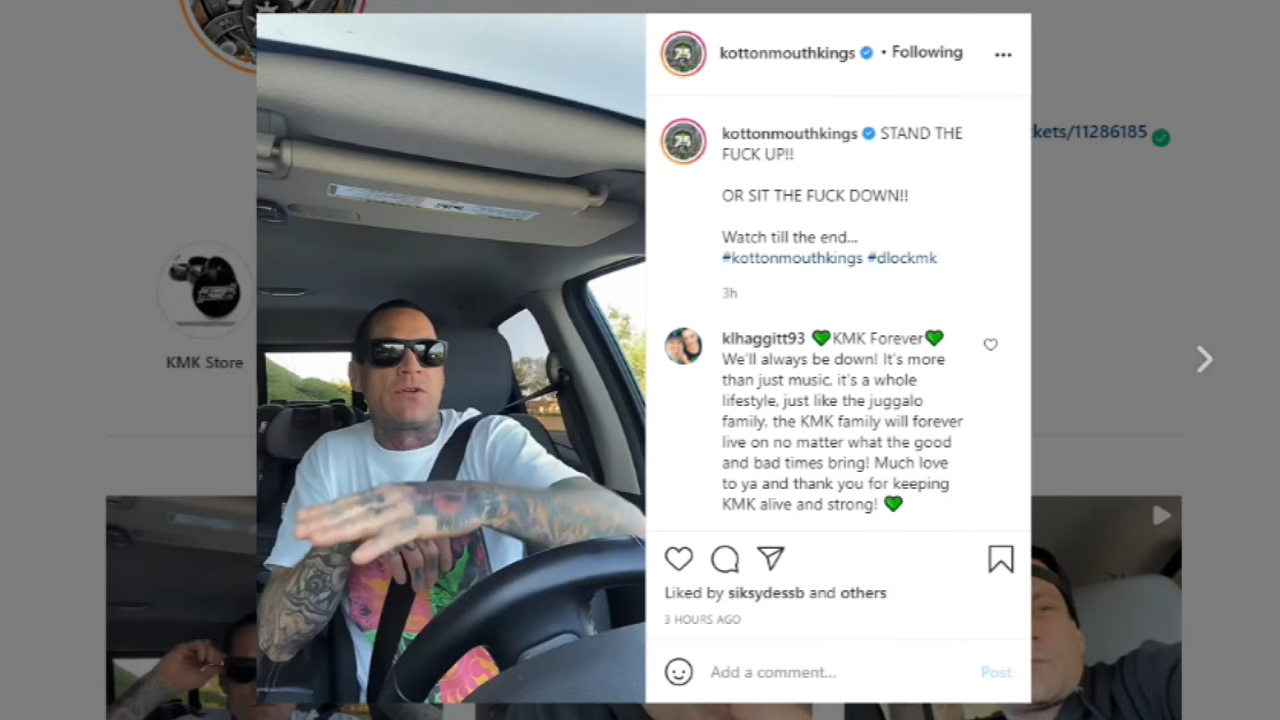 kottonmouthkings • Following
kets/11286185
kottonmouthkings STAND THE
FUCK UP!!
OR SIT THE FUCK DOWN!!
Watch till the end...
#kottonmouthkings #dlockmk
3h
klhaggitt93 💚KMK Forever💚
We'll always be down! It's more
than just music, it's a whole
lifestyle, just like the juggalo
family, the KMK family will forever
live on no matter what the good
and bad times bring! Much love
to ya and thank you for keeping
KMK alive and strong! 💚
KMK Store
Liked by siksydessb and others
3 HOURS AGO
Add a comment...
Post